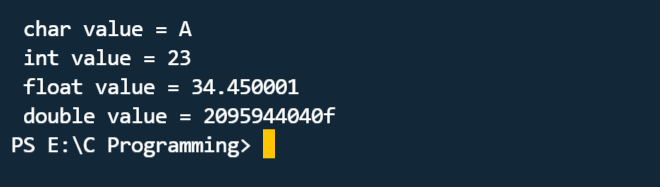 char value = A
int value = 23
float value = 34.450001
double value = 2095944040f
PS E:\C Programming>